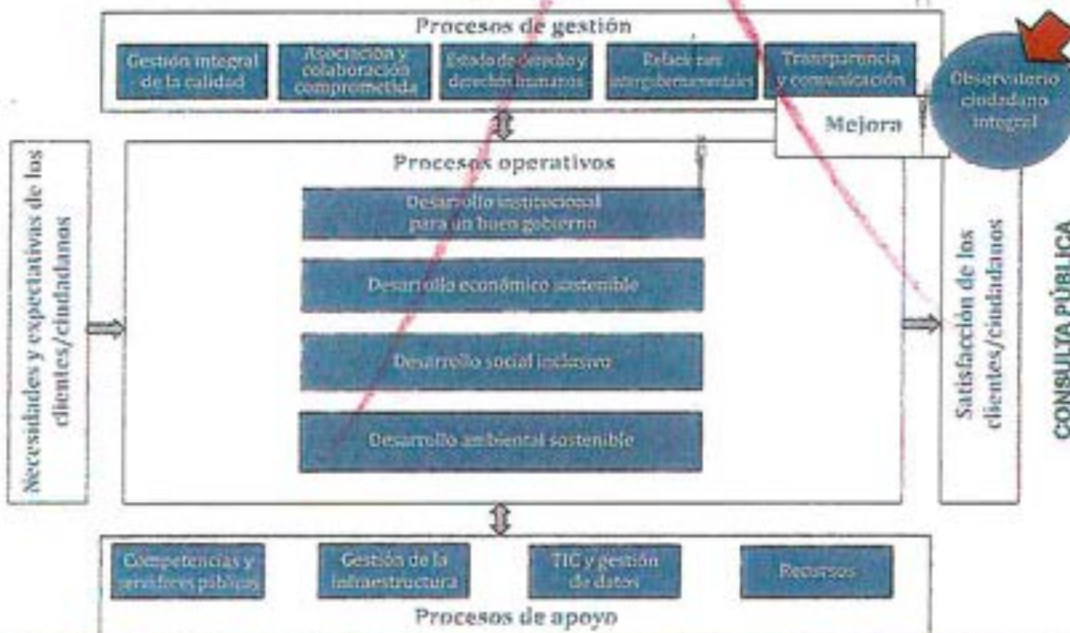 Procesos de gestión
Gestión integral
de la calidad
Asociación y
colaboración
comprometida
Estado de derecho y
derechos humanos
Relaciones
intergubernamentales
Transparencia
y comunicación
Observatorio
ciudadano
integral
Mejora
Necesidades y expectativas de los
clientes/ciudadanos
Procesos operativos
Desarrollo institucional
para un buen gobierno
Desarrollo económico sostenible
Desarrollo social inclusivo
Desarrollo ambiental sostenible
Satisfacción de los
clientes/ciudadanos
CONSULTA PÚBLICA
Competencias y
servidores públicos
Gestión de la
infraestructura
TIC y gestión
de datos
Recursos
Procesos de apoyo